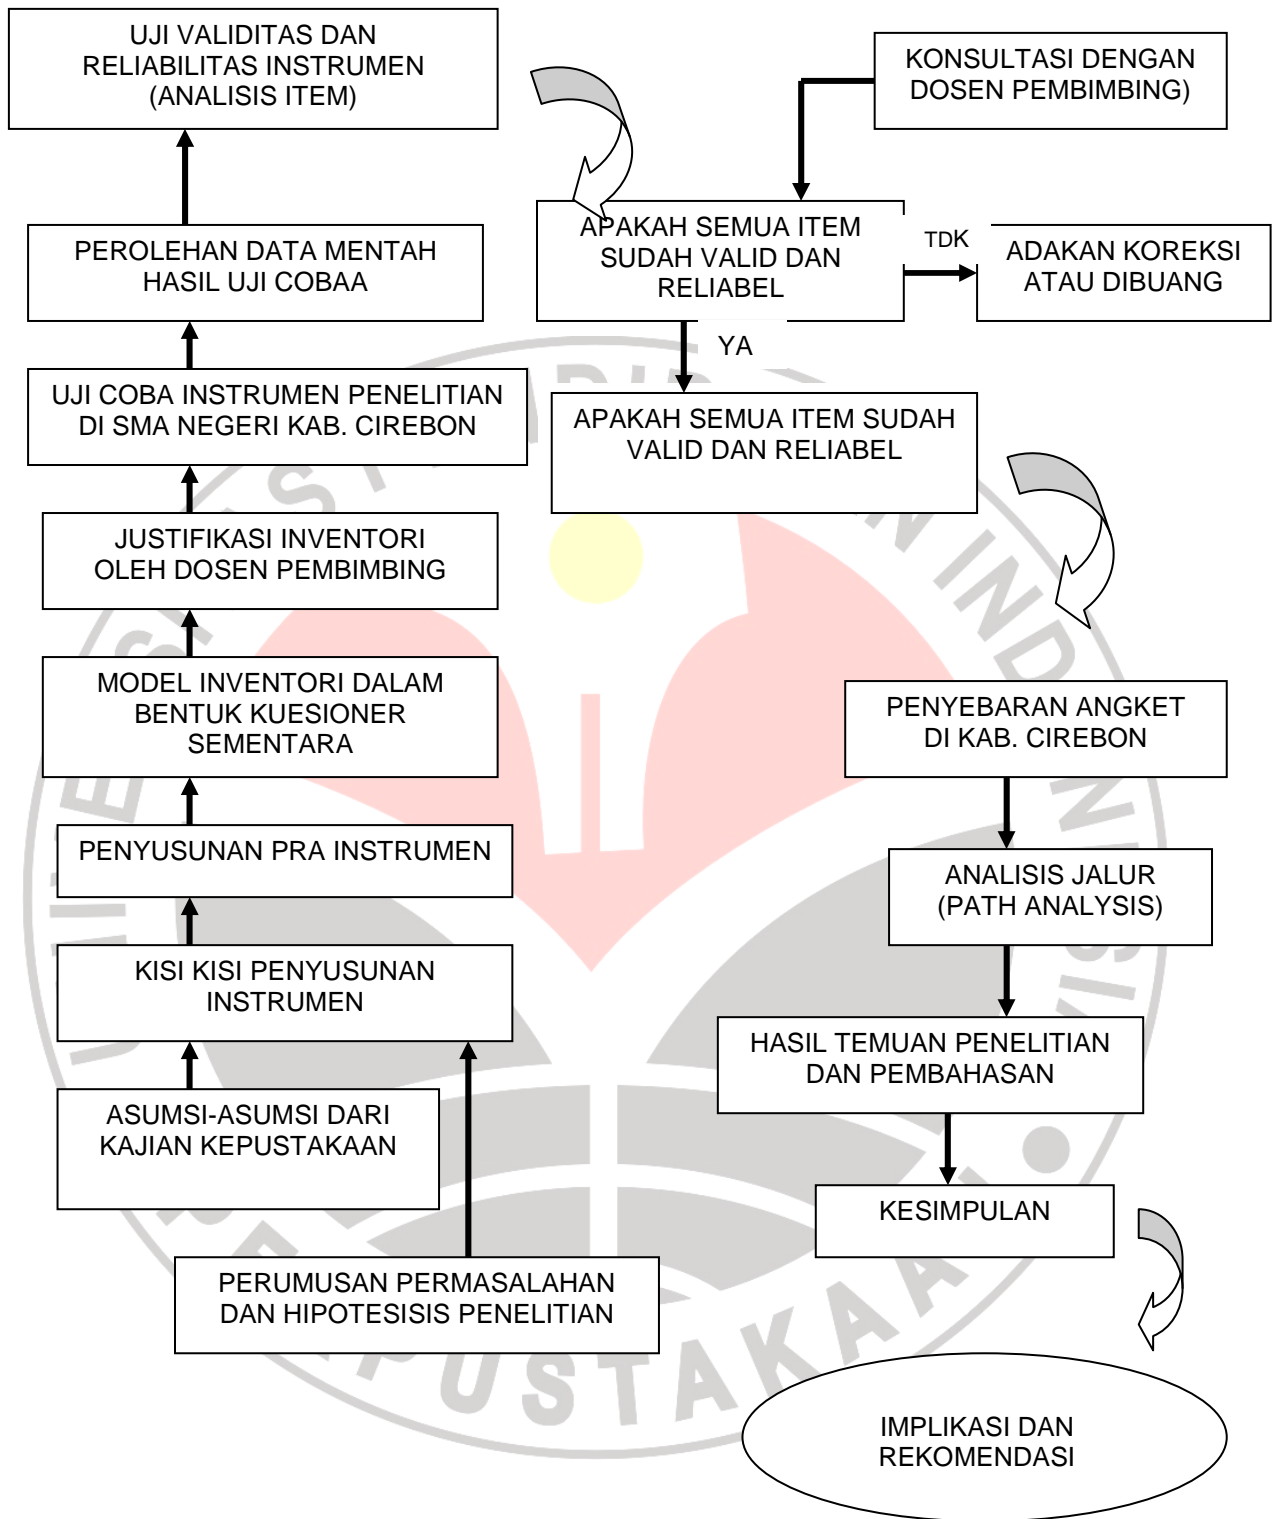 UJI VALIDITAS DAN
RELIABILITAS INSTRUMEN
(ANALISIS ITEM)
KONSULTASI DENGAN
DOSEN PEMBIMBING)
PEROLEHAN DATA MENTAH
HASIL UJI COBAA
APAKAH SEMUA ITEM
SUDAH VALID DAN
RELIABEL
TDK
ADAKAN KOREKSI
ATAU DIBUANG
YA
UJI COBA INSTRUMEN PENELITIAN
DI SMA NEGERI KAB. CIREBON
APAKAH SEMUA ITEM SUDAH
VALID DAN RELIABEL
JUSTIFIKASI INVENTORI
OLEH DOSEN PEMBIMBING
MODEL INVENTORI DALAM
BENTUK KUESIONER
SEMENTARA
PENYEBARAN ANGKET
DI KAB. CIREBON
PENYUSUNAN PRA INSTRUMEN
ANALISIS JALUR
(PATH ANALYSIS)
KISI KISI PENYUSUNAN
INSTRUMEN
HASIL TEMUAN PENELITIAN
DAN PEMBAHASAN
ASUMSI-ASUMSI DARI
KAJIAN KEPUSTAKAAN
KESIMPULAN
PERUMUSAN PERMASALAHAN
DAN HIPOTESISIS PENELITIAN
IMPLIKASI DAN
REKOMENDASI